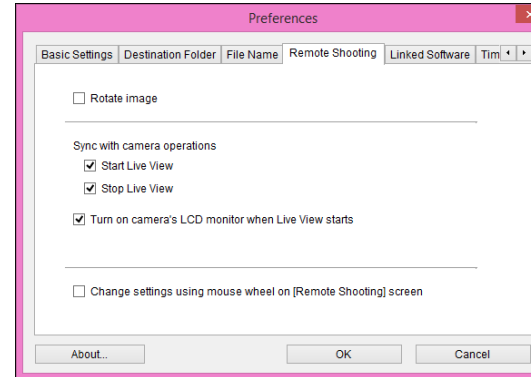 Preferences
Basic Settings Destination Folder File Name Remote Shooting Linked Software Tim
Rotate image
Sync with camera operations
Start Live View
Stop Live View
Turn on camera's LCD monitor when Live View starts
Change settings using mouse wheel on [Remote Shooting] screen
About... OK Cancel